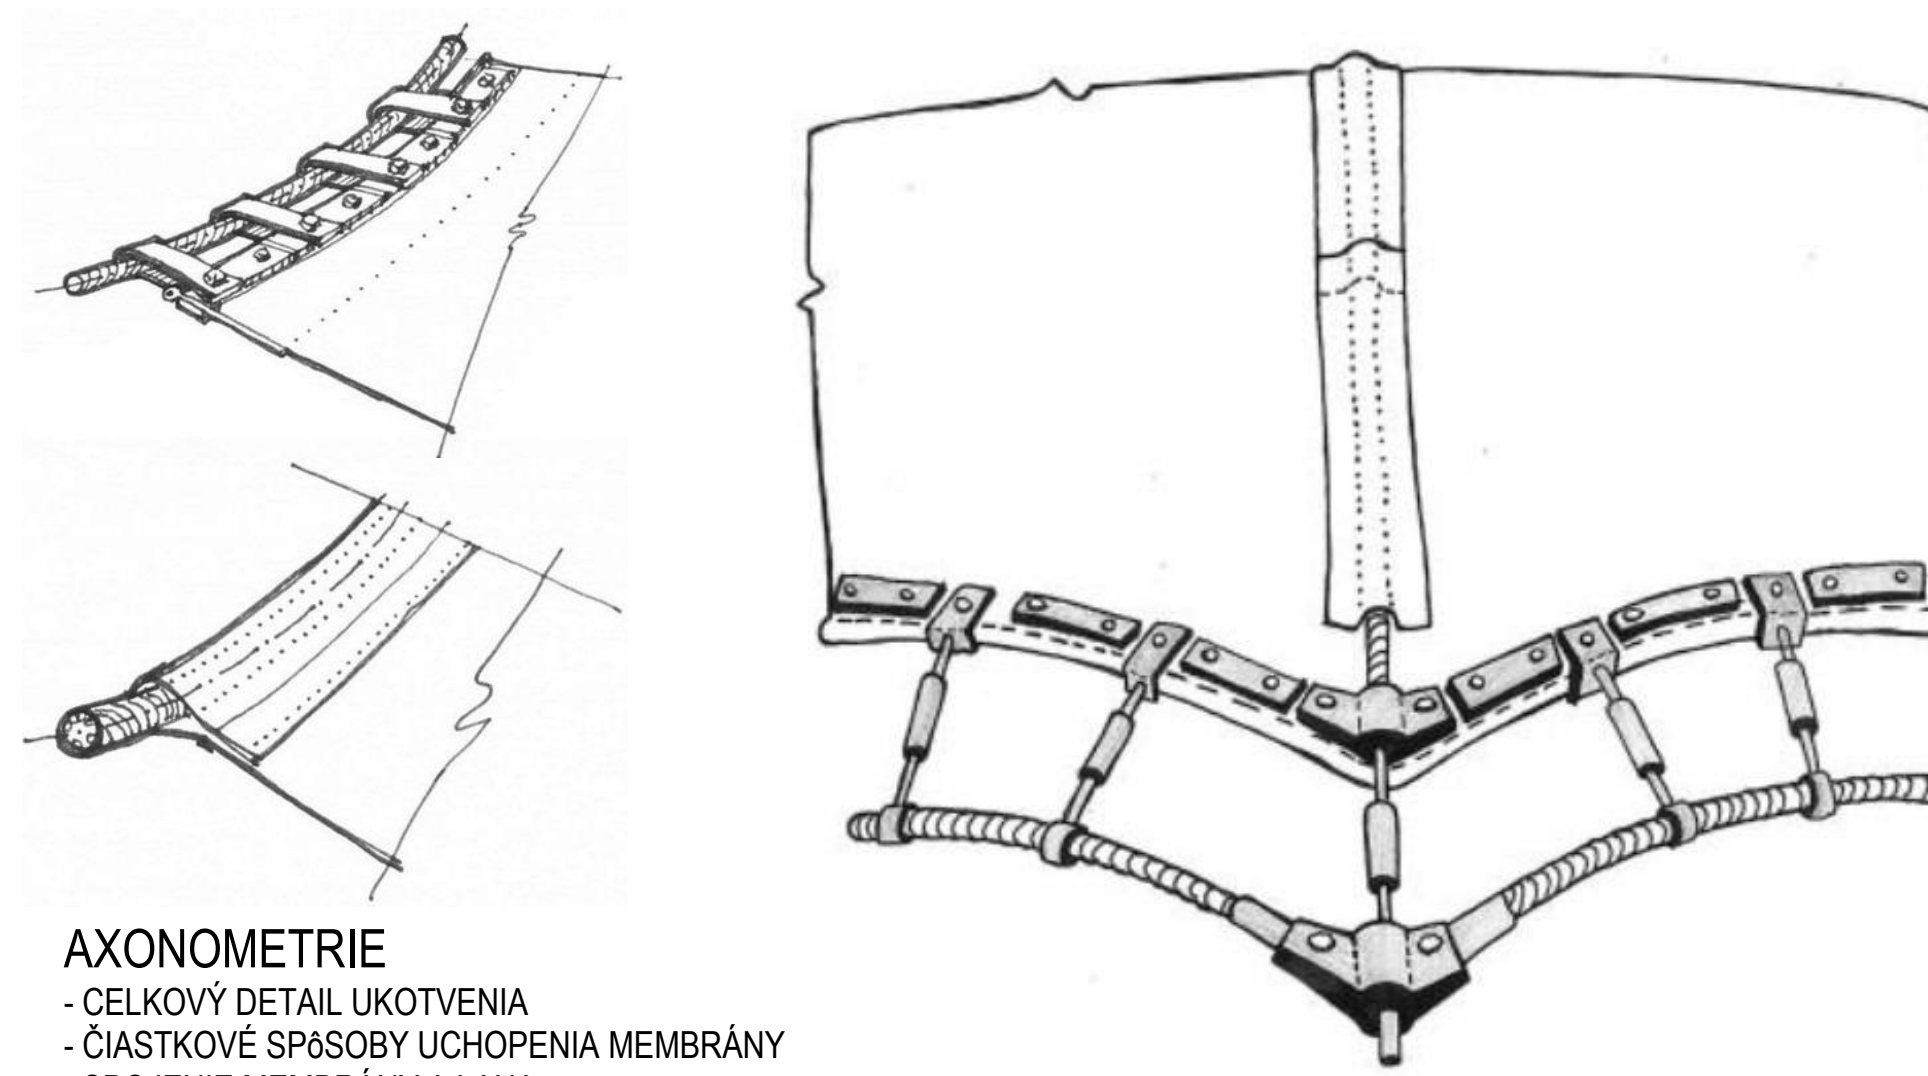 AXONOMETRIE
- CELKOVÝ DETAIL UKOTVENIA
- ČIASTKOVÉ SPôSOBY UCHOPENIA MEMBRÁNY